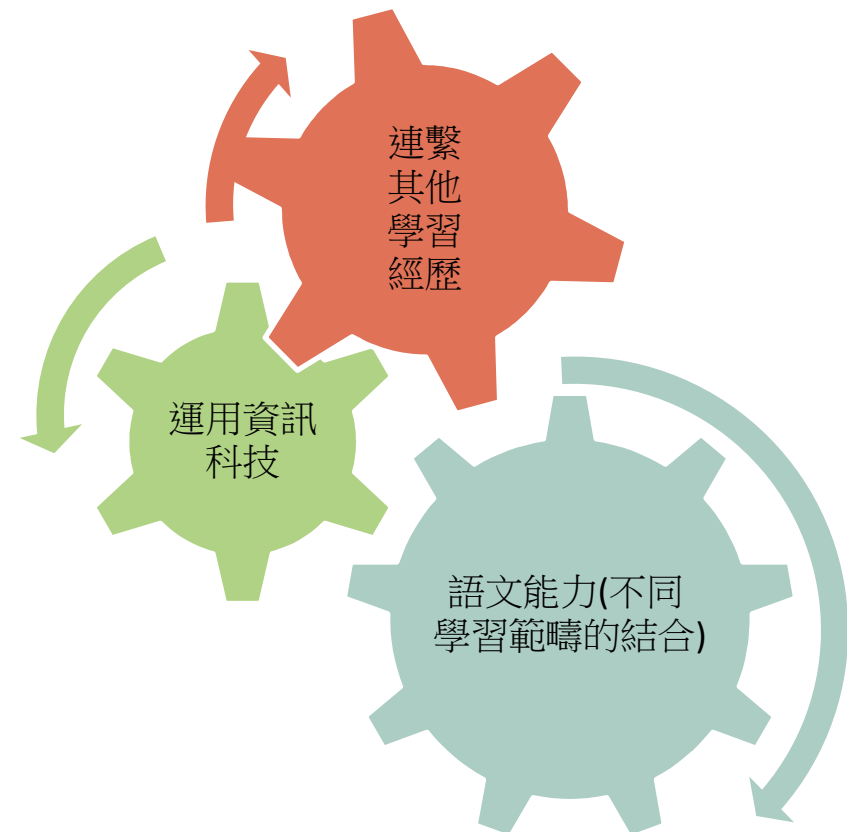 連繫
其他
學習
經歷
運用資訊
科技
語文能力(不同
學習範疇的結合)